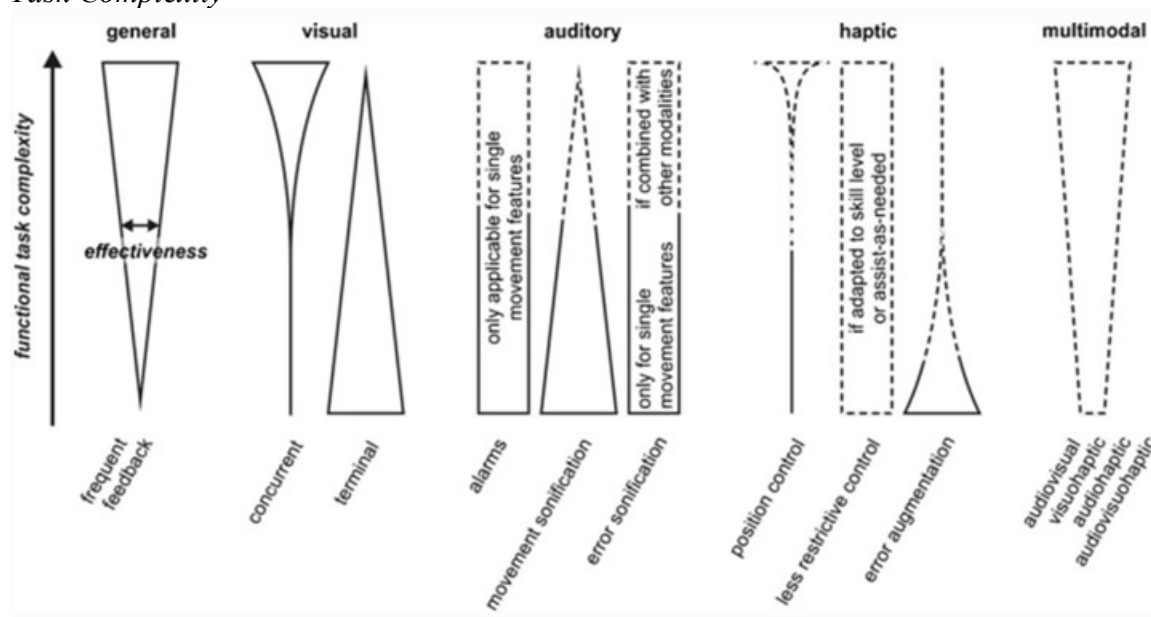 Task Complexity
general
visual
auditory
haptic
multimodal
functional task complexity
effectiveness
only applicable for single
movement features
if combined with
other modalities
only for single
movement features
if adapted to skill level
or assist-as-needed
frequent
feedback
concurrent
terminal
alarms
movement sonification
error sonification
position control
less restrictive control
error augmentation
audiovisual
visuohaptic
audiohaptic
audiovisuohaptic